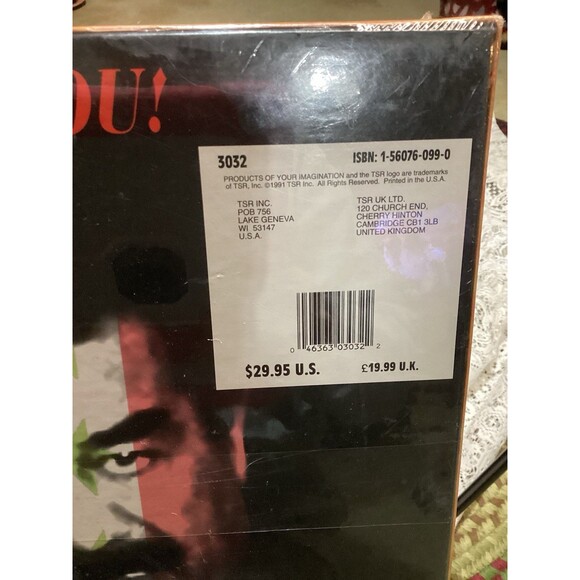 OU!
3032 ISBN: 1-56076-099-0
PRODUCTS OF YOUR IMAGINATION and the TSR logo are trademarks
of TSR, Inc. ©1991 TSR Inc. All Rights Reserved. Printed in the U.S.A.
TSR INC. TSR UK LTD.
POB 756 120 CHURCH END,
LAKE GENEVA CHERRY HINTON
WI 53147 CAMBRIDGE CB1 3LB
U.S.A. UNITED KINGDOM
0 46363 03032 2
$29.95 U.S. £19.99 U.K.